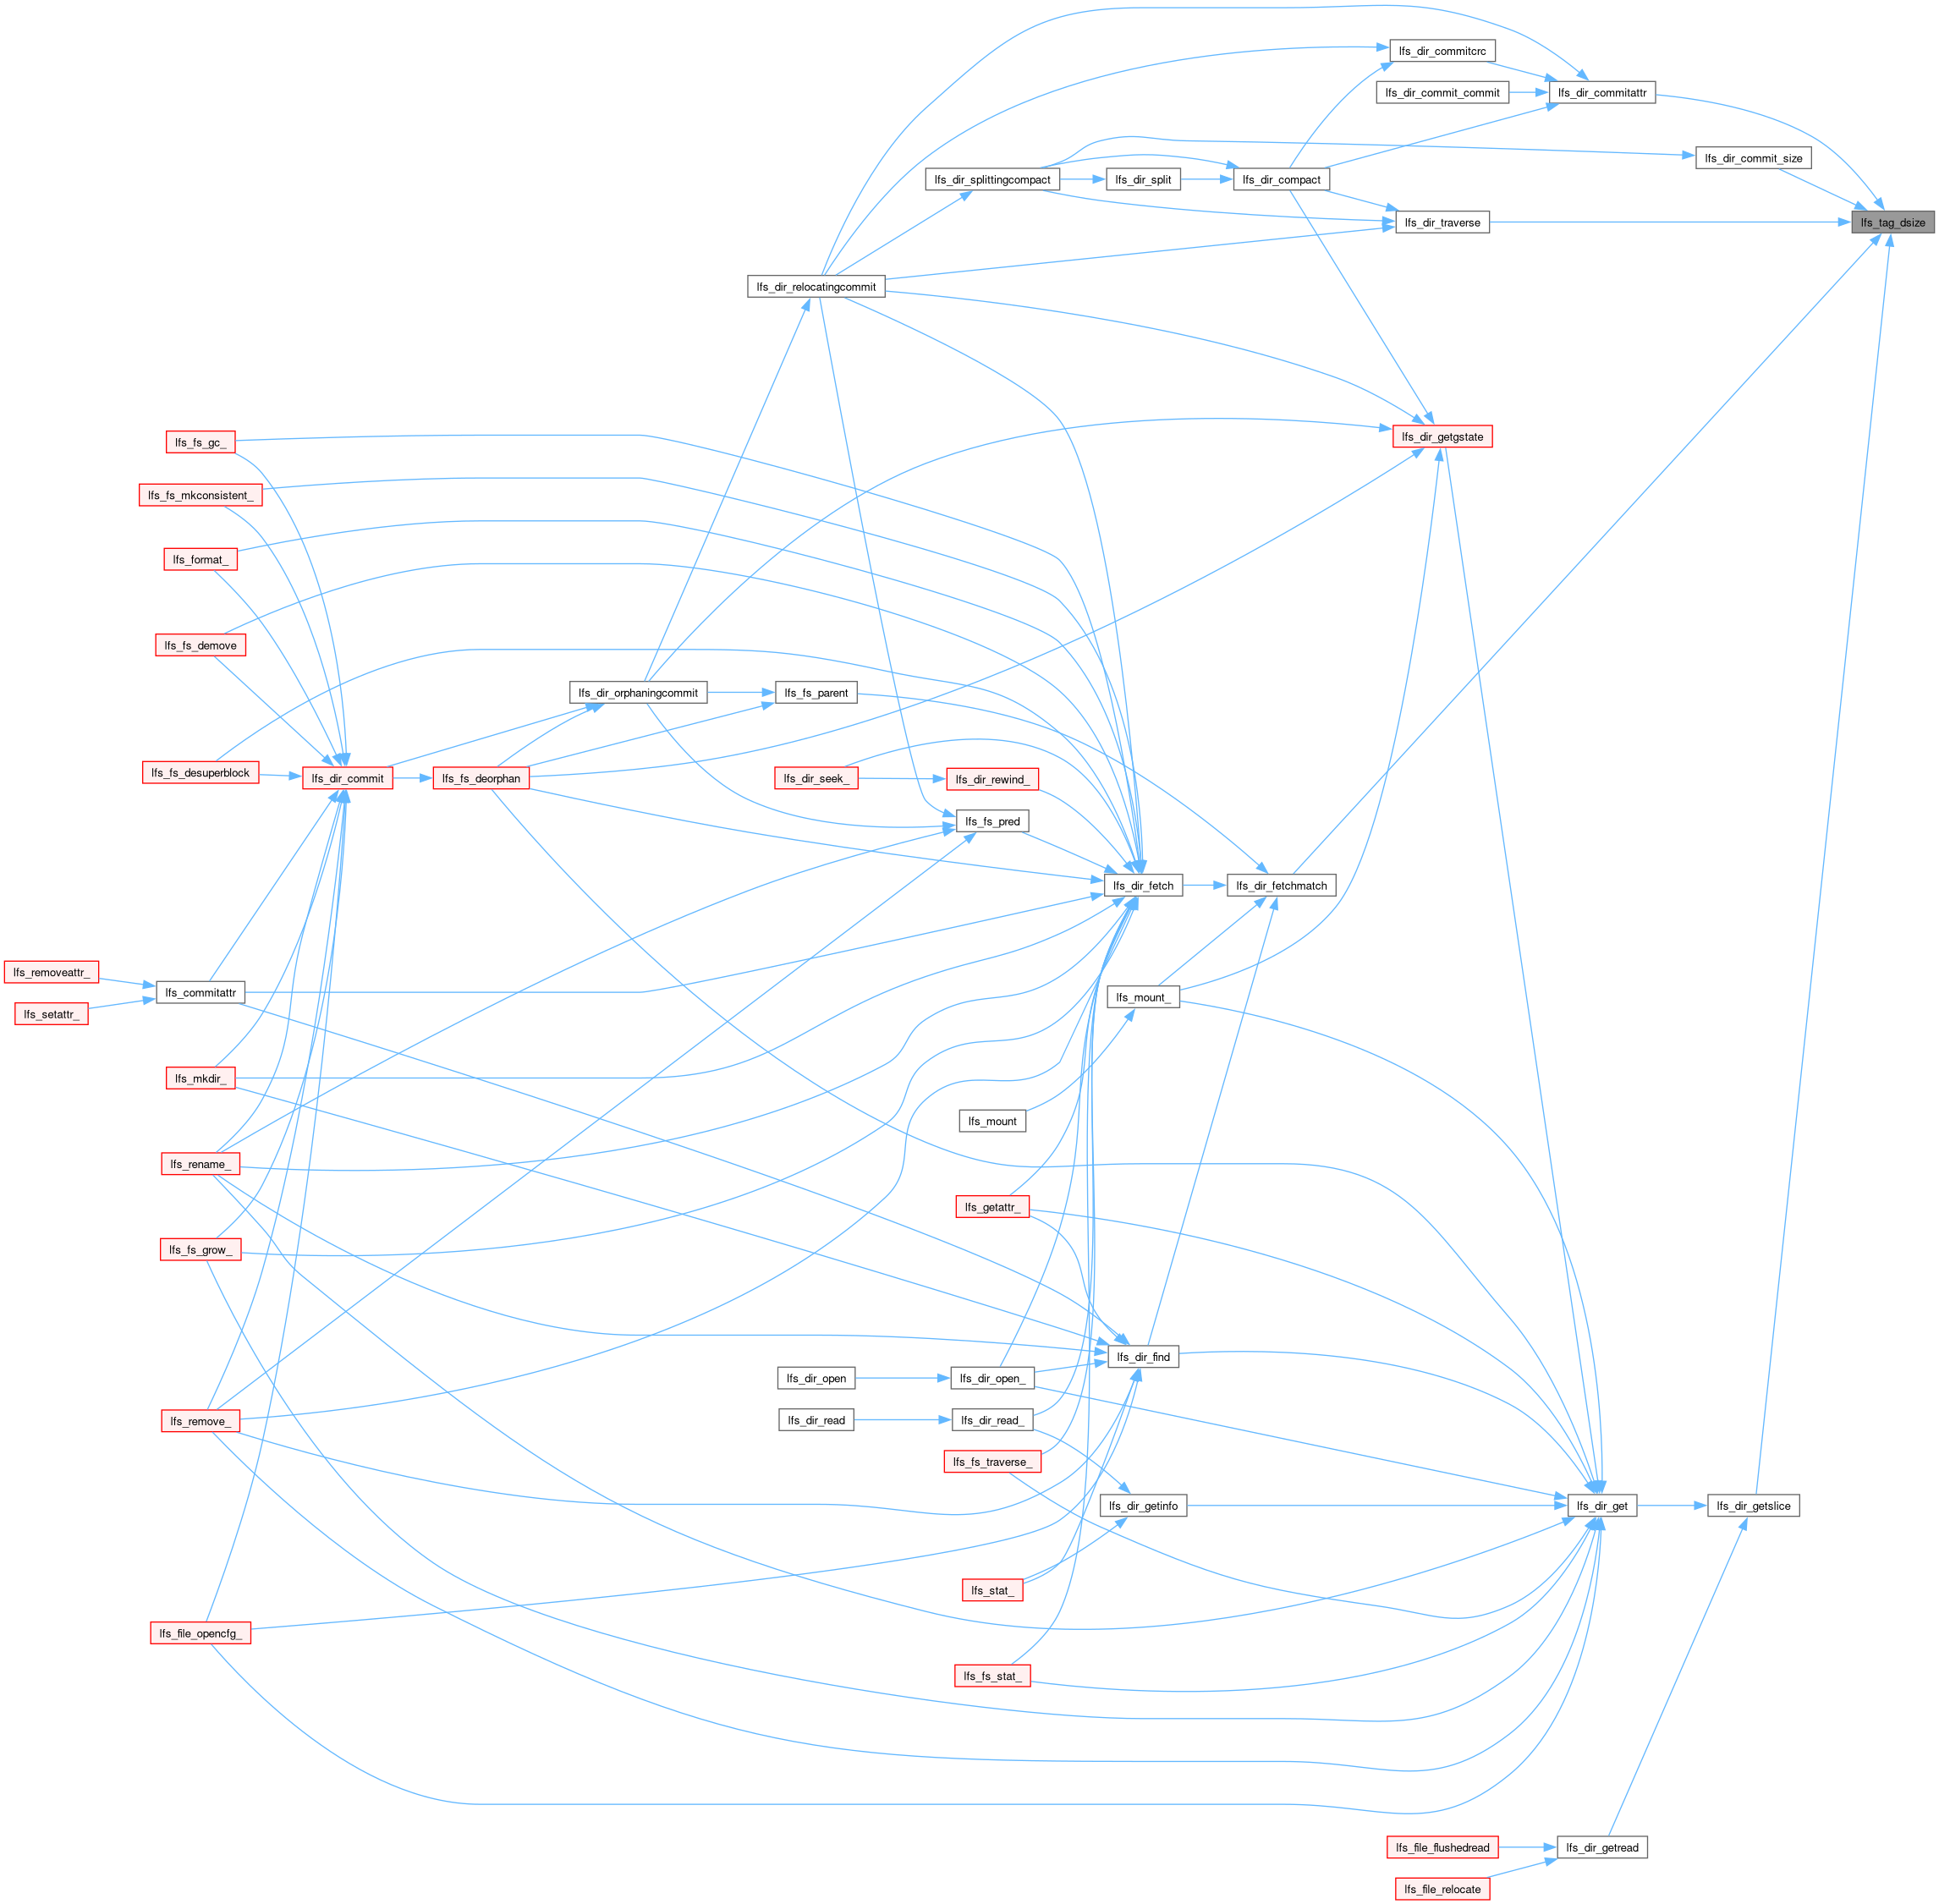 lfs_dir_commitcrc
lfs_dir_commit_commit
lfs_dir_commitattr
lfs_dir_commit_size
lfs_dir_splittingcompact
lfs_dir_split
lfs_dir_compact
lfs_dir_traverse
lfs_tag_dsize
lfs_dir_relocatingcommit
lfs_fs_gc_
lfs_dir_getgstate
lfs_fs_mkconsistent_
lfs_format_
lfs_fs_demove
lfs_dir_orphaningcommit
lfs_fs_parent
lfs_fs_desuperblock
lfs_dir_commit
lfs_fs_deorphan
lfs_dir_seek_
lfs_dir_rewind_
lfs_fs_pred
lfs_dir_fetch
lfs_dir_fetchmatch
lfs_removeattr_
lfs_commitattr
lfs_mount_
lfs_setattr_
lfs_mkdir_
lfs_mount
lfs_rename_
lfs_getattr_
lfs_fs_grow_
lfs_dir_find
lfs_dir_open
lfs_dir_open_
lfs_remove_
lfs_dir_read
lfs_dir_read_
lfs_fs_traverse_
lfs_dir_getinfo
lfs_dir_get
lfs_dir_getslice
lfs_stat_
lfs_file_opencfg_
lfs_fs_stat_
lfs_file_flushedread
lfs_dir_getread
lfs_file_relocate